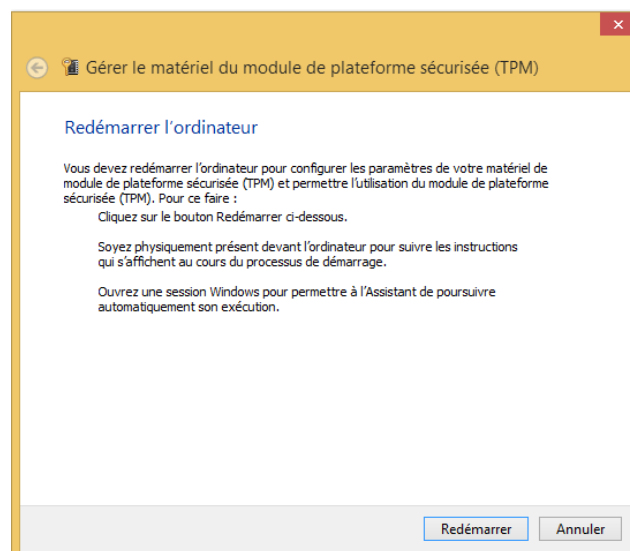 Gérer le matériel du module de plateforme sécurisée (TPM)
Redémarrer l'ordinateur
Vous devez redémarrer l'ordinateur pour configurer les paramètres de votre matériel de
module de plateforme sécurisée (TPM) et permettre l'utilisation du module de plateforme
sécurisée (TPM). Pour ce faire :
Cliquez sur le bouton Redémarrer ci-dessous.
Soyez physiquement présent devant l'ordinateur pour suivre les instructions
qui s'affichent au cours du processus de démarrage.
Ouvrez une session Windows pour permettre à l'Assistant de poursuivre
automatiquement son exécution.
Redémarrer Annuler